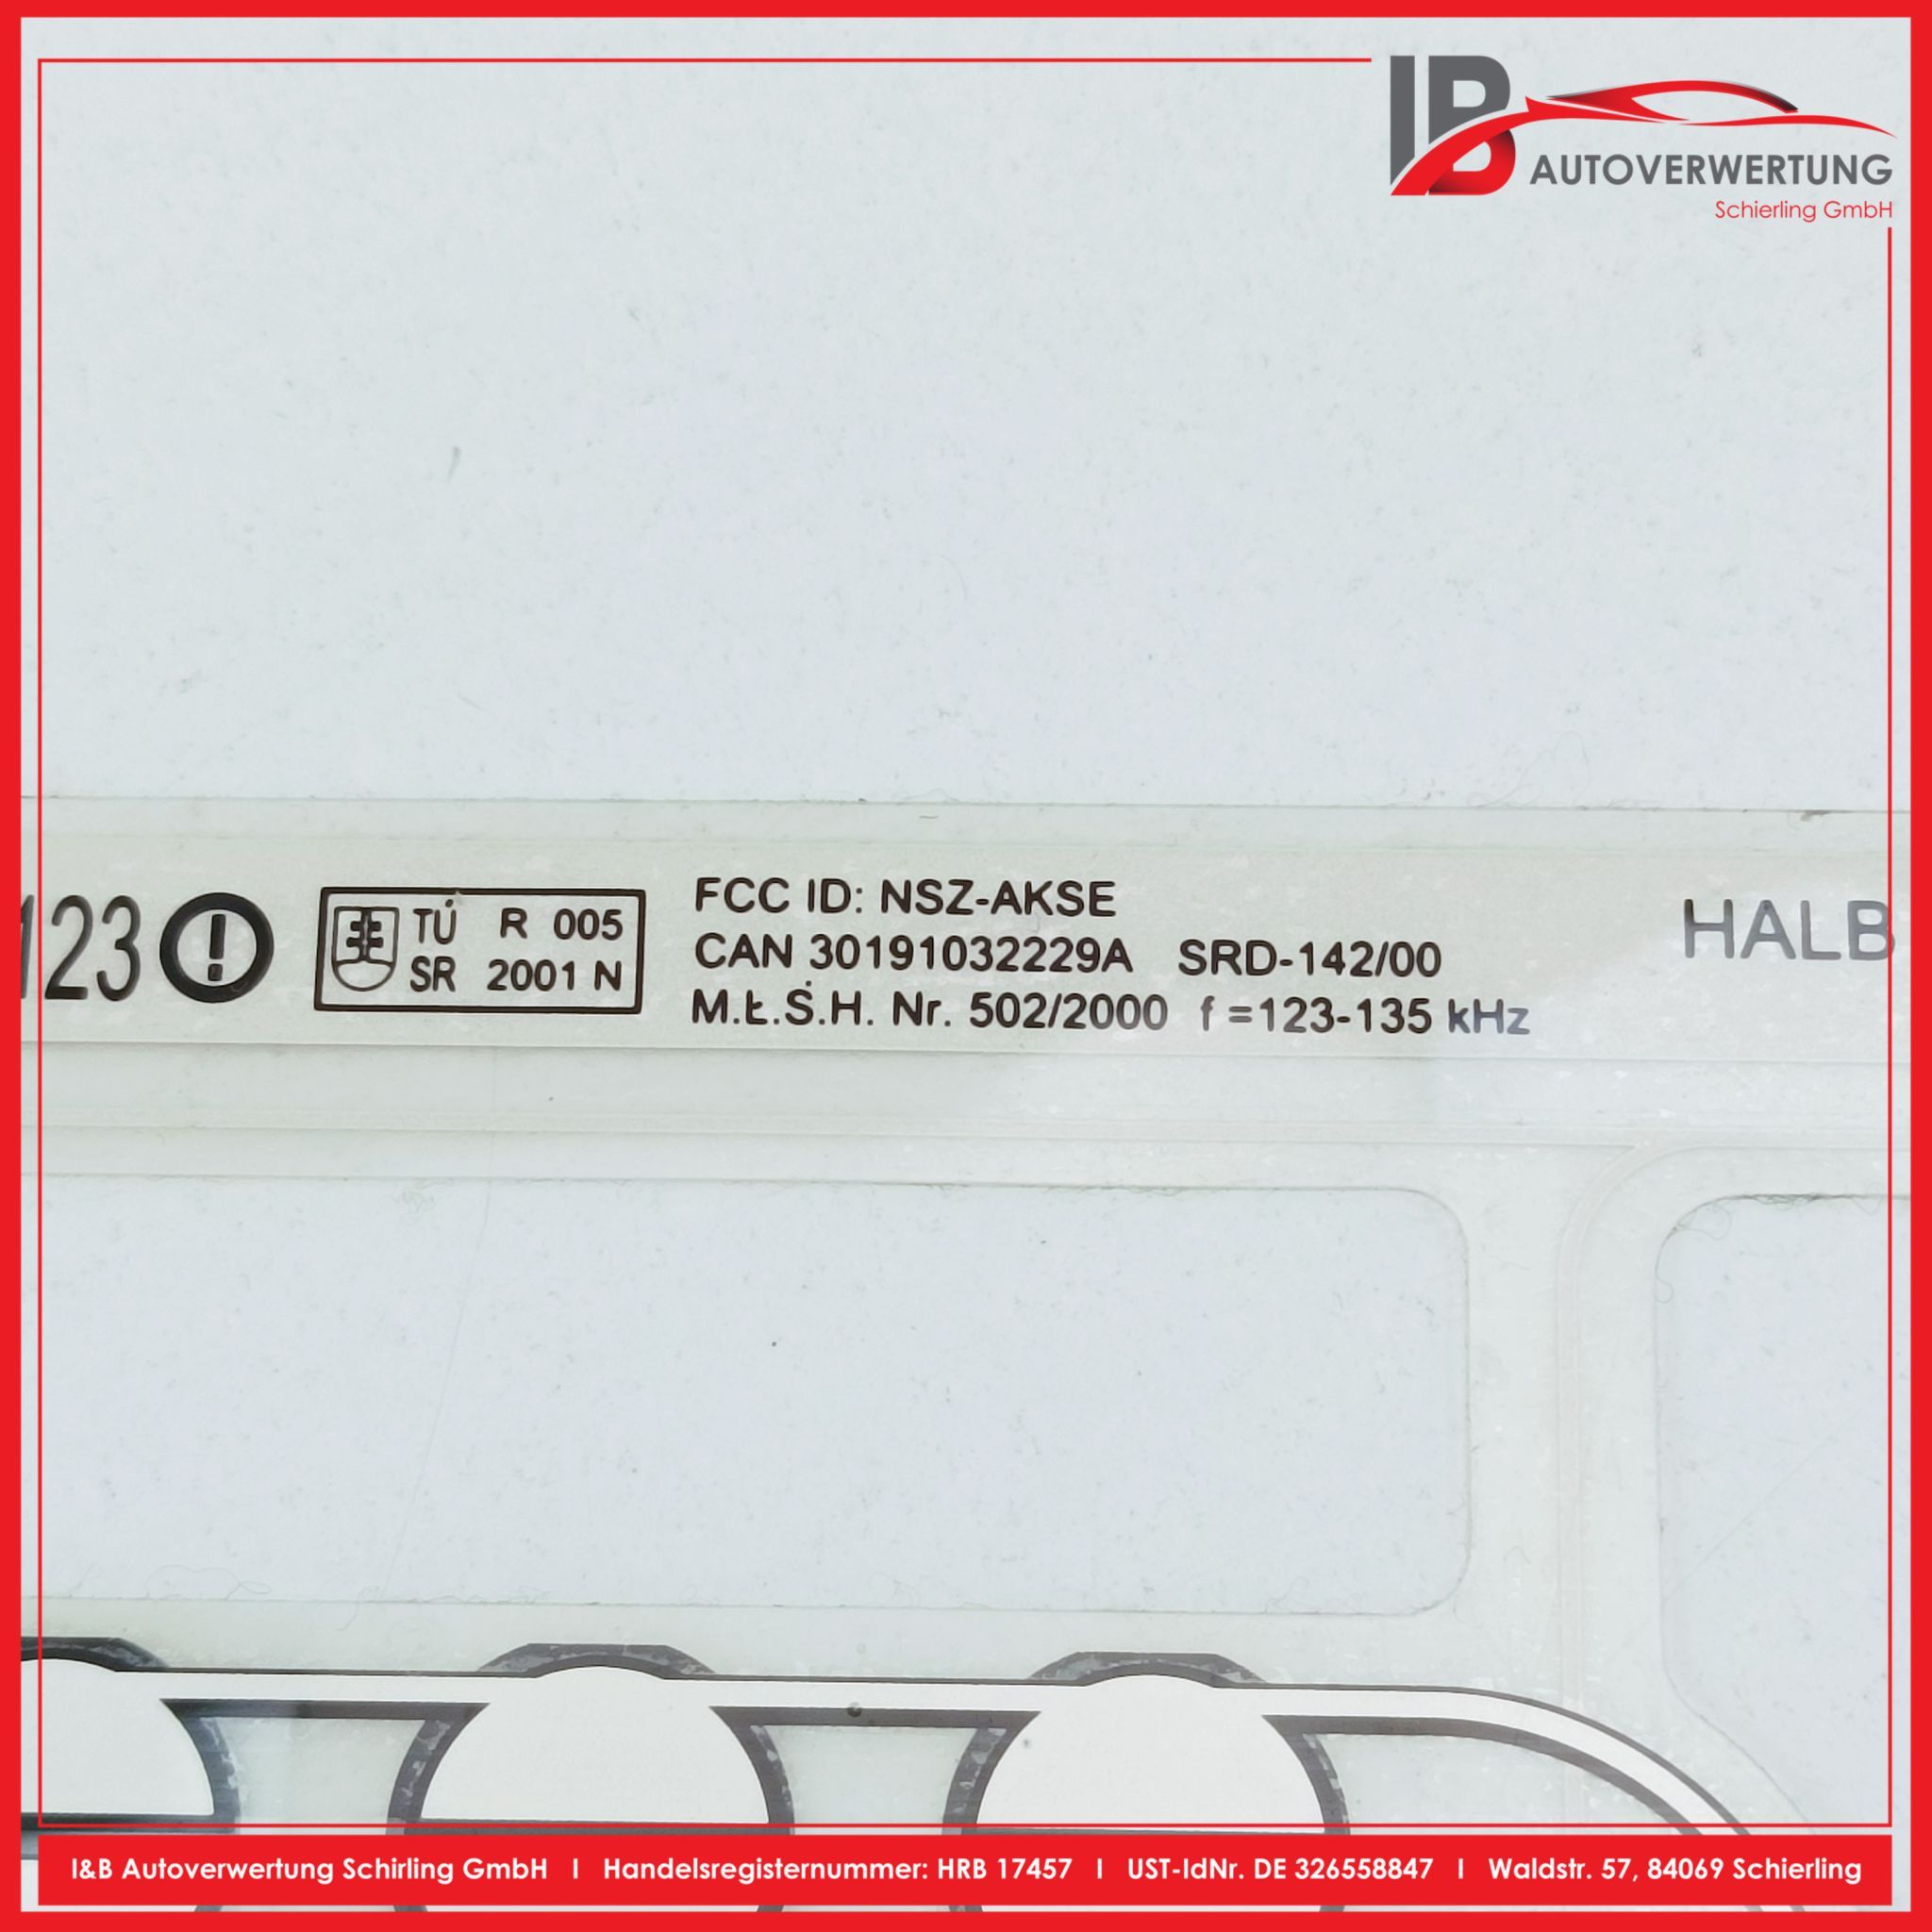 IB
AUTOVERWERTUNG
Schierling GmbH
123
TÚ R 005
SR 2001 N
FCC ID: NSZ-AKSE
CAN 30191032229A SRD-142/00
M.Ł.Ṡ.H. Nr. 502/2000 f =123-135 kHz
HALB
I&B Autoverwertung Schirling GmbH I Handelsregisternummer: HRB 17457 I UST-IdNr. DE 326558847 I Waldstr. 57, 84069 Schierling